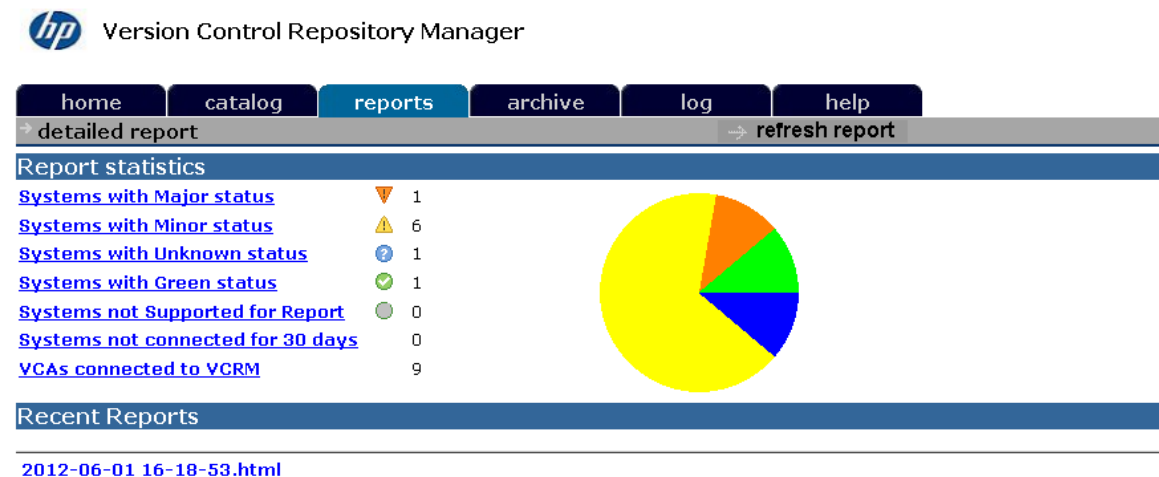 hp Version Control Repository Manager
home catalog reports archive log help
detailed report refresh report
Report statistics
Systems with Major status 1
Systems with Minor status 6
Systems with Unknown status 1
Systems with Green status 1
Systems not Supported for Report 0
Systems not connected for 30 days 0
VCAs connected to VCRM 9
Recent Reports
2012-06-01 16-18-53.html